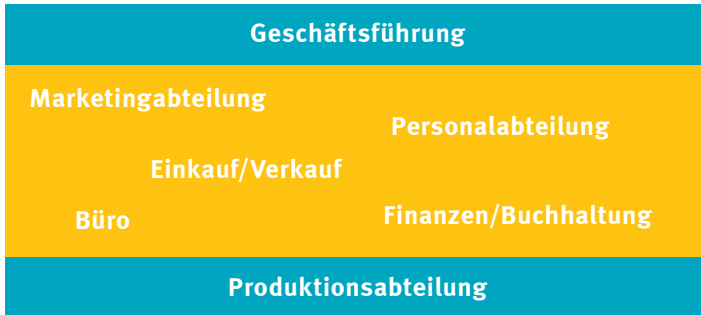 Geschäftsführung
Marketingabteilung
Personalabteilung
Einkauf/Verkauf
Büro
Finanzen/Buchhaltung
Produktionsabteilung